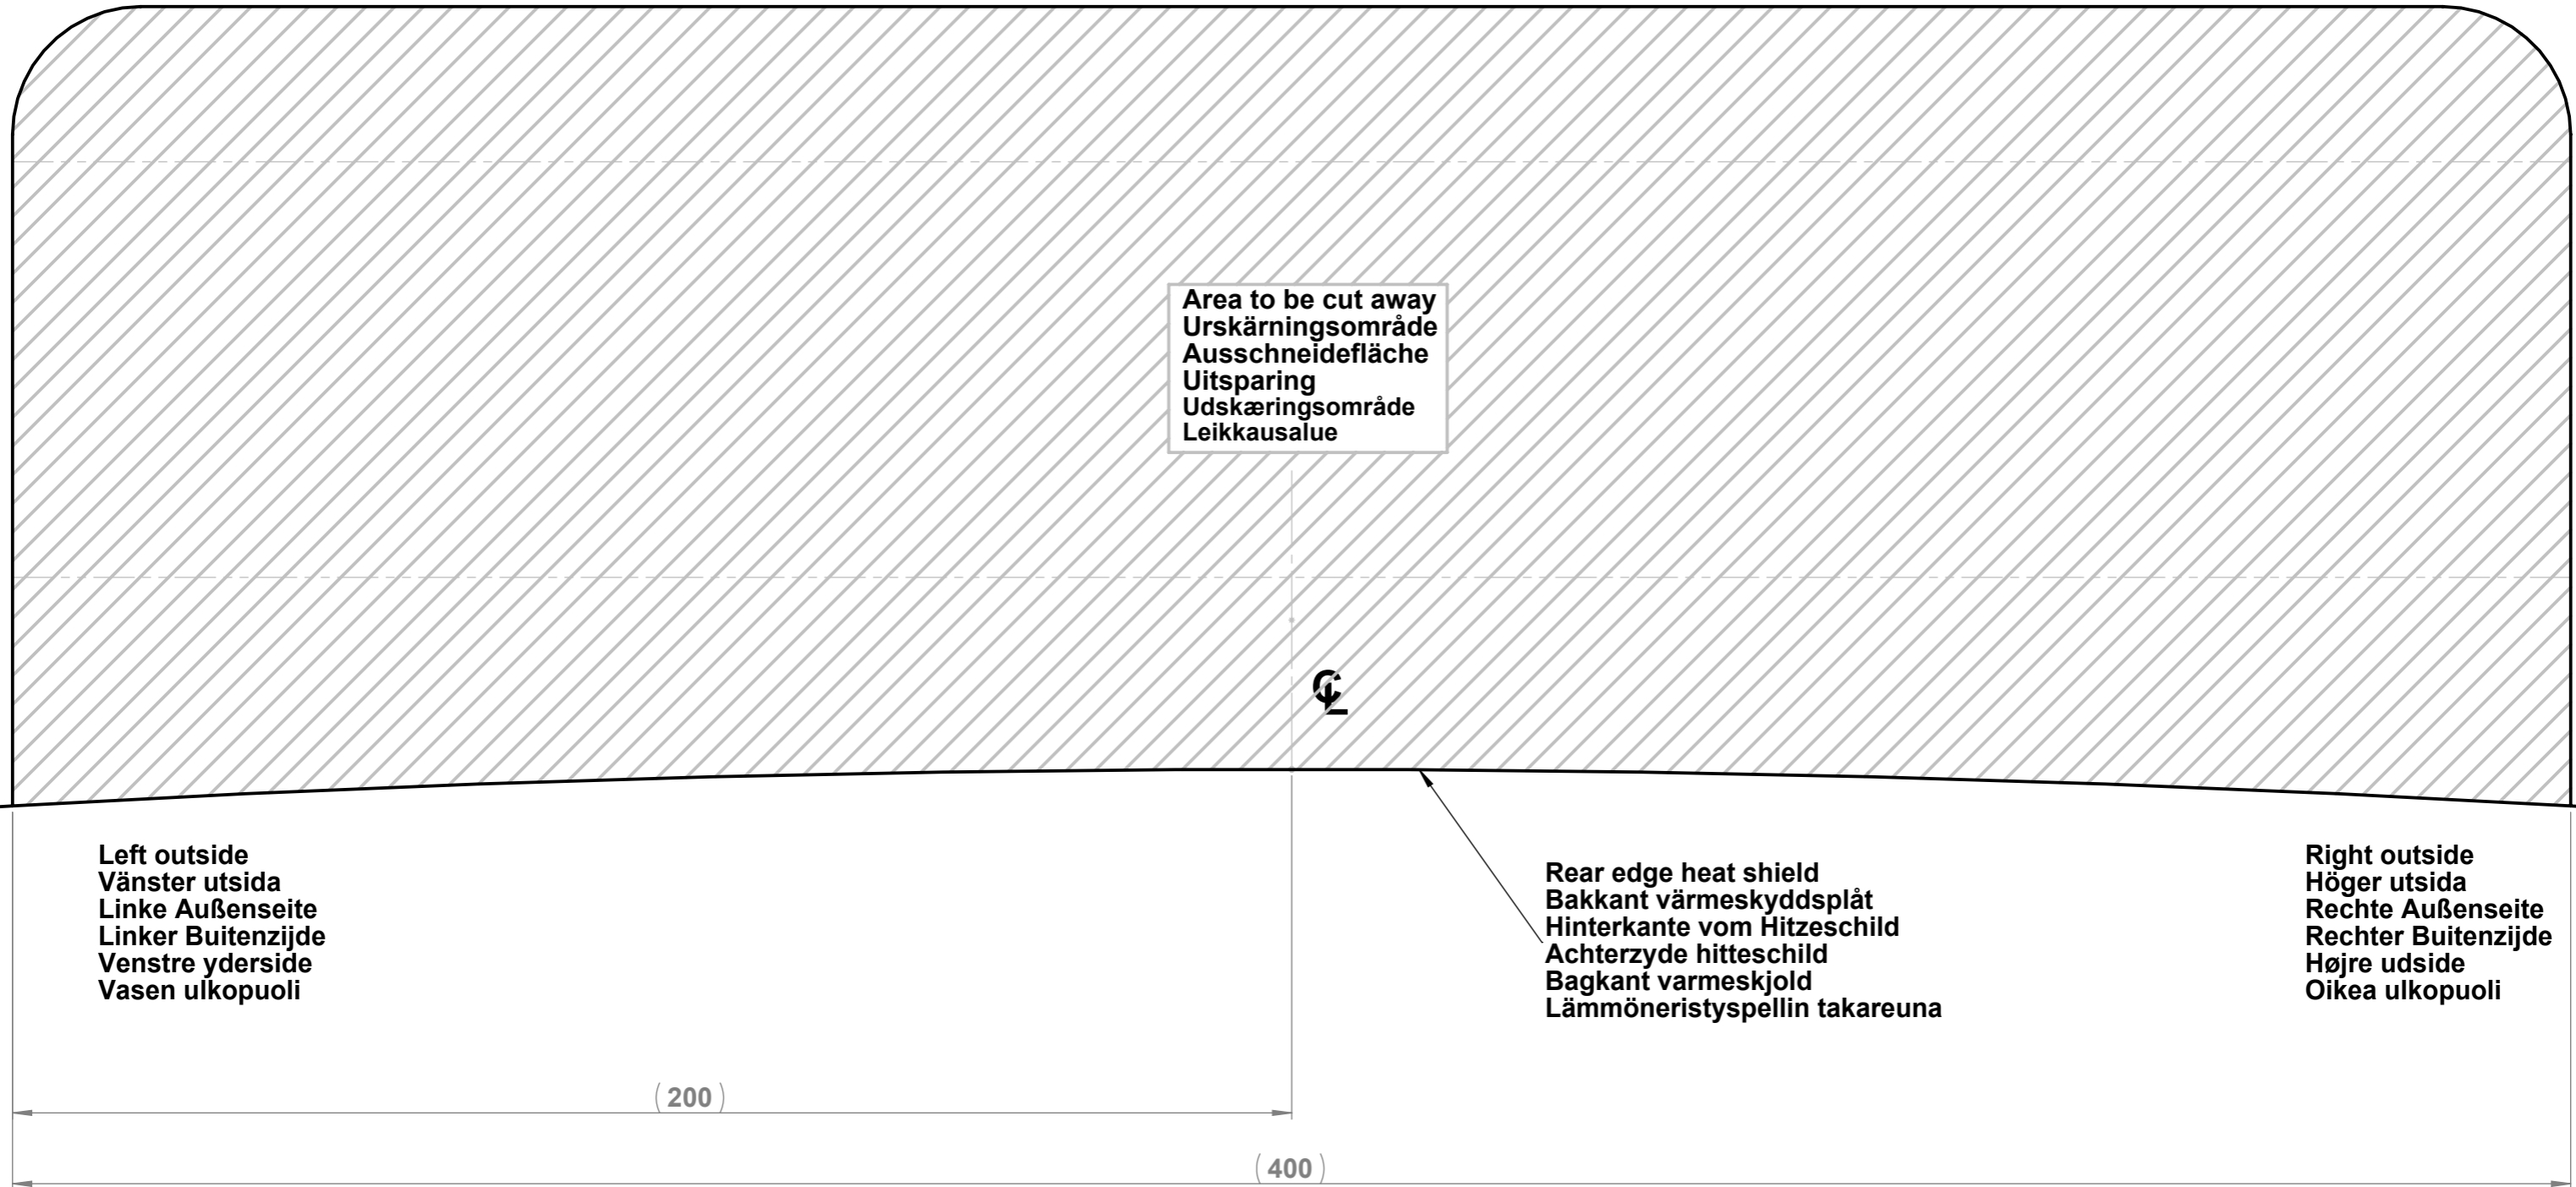 Area to be cut away
Urskärningsområde
Ausschneidefläche
Uitsparing
Udskæringsområde
Leikkausalue
℄
Left outside
Vänster utsida
Linke Außenseite
Linker Buitenzijde
Venstre yderside
Vasen ulkopuoli
Rear edge heat shield
Bakkant värmeskyddsplåt
Hinterkante vom Hitzeschild
Achterzyde hitteschild
Bagkant varmeskjold
Lämmöneristyspellin takareuna
Right outside
Höger utsida
Rechte Außenseite
Rechter Buitenzijde
Højre udside
Oikea ulkopuoli
(200)
(400)